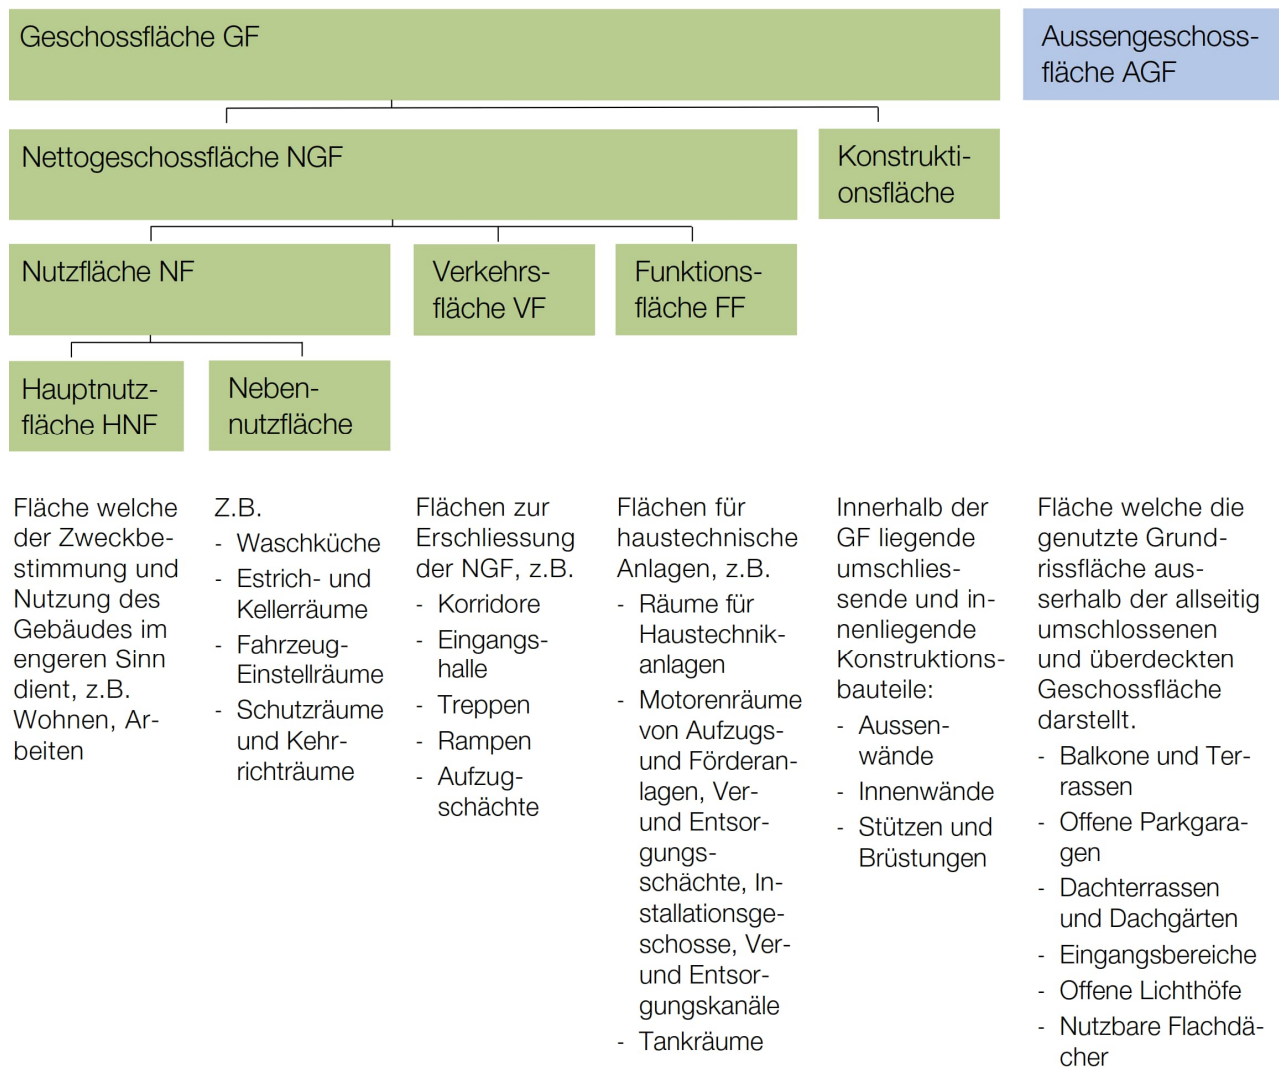 Geschossfläche GF
Aussengeschoss-
fläche AGF
Nettogeschossfläche NGF
Konstrukti-
onsfläche
Nutzfläche NF
Verkehrs-
fläche VF
Funktions-
fläche FF
Hauptnutz-
fläche HNF
Neben-
nutzfläche
Fläche welche
der Zweckbe-
stimmung und
Nutzung des
Gebäudes im
engeren Sinn
dient, z.B.
Wohnen, Ar-
beiten
Z.B.
- Waschküche
- Estrich- und
Kellerräume
- Fahrzeug-
Einstellräume
- Schutzräume
und Kehr-
richträume
Flächen zur
Erschliessung
der NGF, z.B.
- Korridore
- Eingangs-
halle
- Treppen
- Rampen
- Aufzug-
schächte
Flächen für
haustechnische
Anlagen, z.B.
- Räume für
Haustechnik-
anlagen
- Motorenräume
von Aufzugs-
und Förderan-
lagen, Ver-
und Entsor-
gungs-
schächte, In-
stallationsge-
schosse, Ver-
und Entsor-
gungskanäle
- Tankräume
Innerhalb der
GF liegende
umschlies-
sende und in-
nenliegende
Konstruktions-
bauteile:
- Aussen-
wände
- Innenwände
- Stützen und
Brüstungen
Fläche welche die
genutzte Grund-
rissfläche aus-
serhalb der allseitig
umschlossenen
und überdeckten
Geschossfläche
darstellt.
- Balkone und Ter-
rassen
- Offene Parkgara-
gen
- Dachterrassen
und Dachgärten
- Eingangsbereiche
- Offene Lichthöfe
- Nutzbare Flachdä-
cher